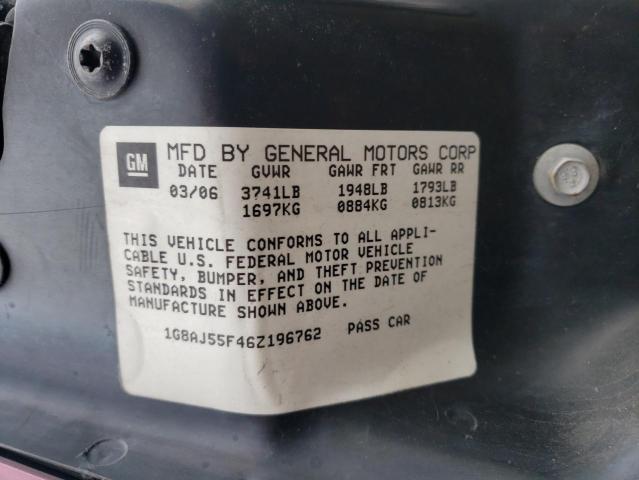 GM MFD BY GENERAL MOTORS CORP
DATE GVWR GAWR FRT GAWR RR
03/06 3741LB 1948LB 1793LB
1697KG 0884KG 0813KG
THIS VEHICLE CONFORMS TO ALL APPLI-
CABLE U.S. FEDERAL MOTOR VEHICLE
SAFETY, BUMPER, AND THEFT PREVENTION
STANDARDS IN EFFECT ON THE DATE OF
MANUFACTURE SHOWN ABOVE.
1G8AJ55F46Z196762 PASS CAR